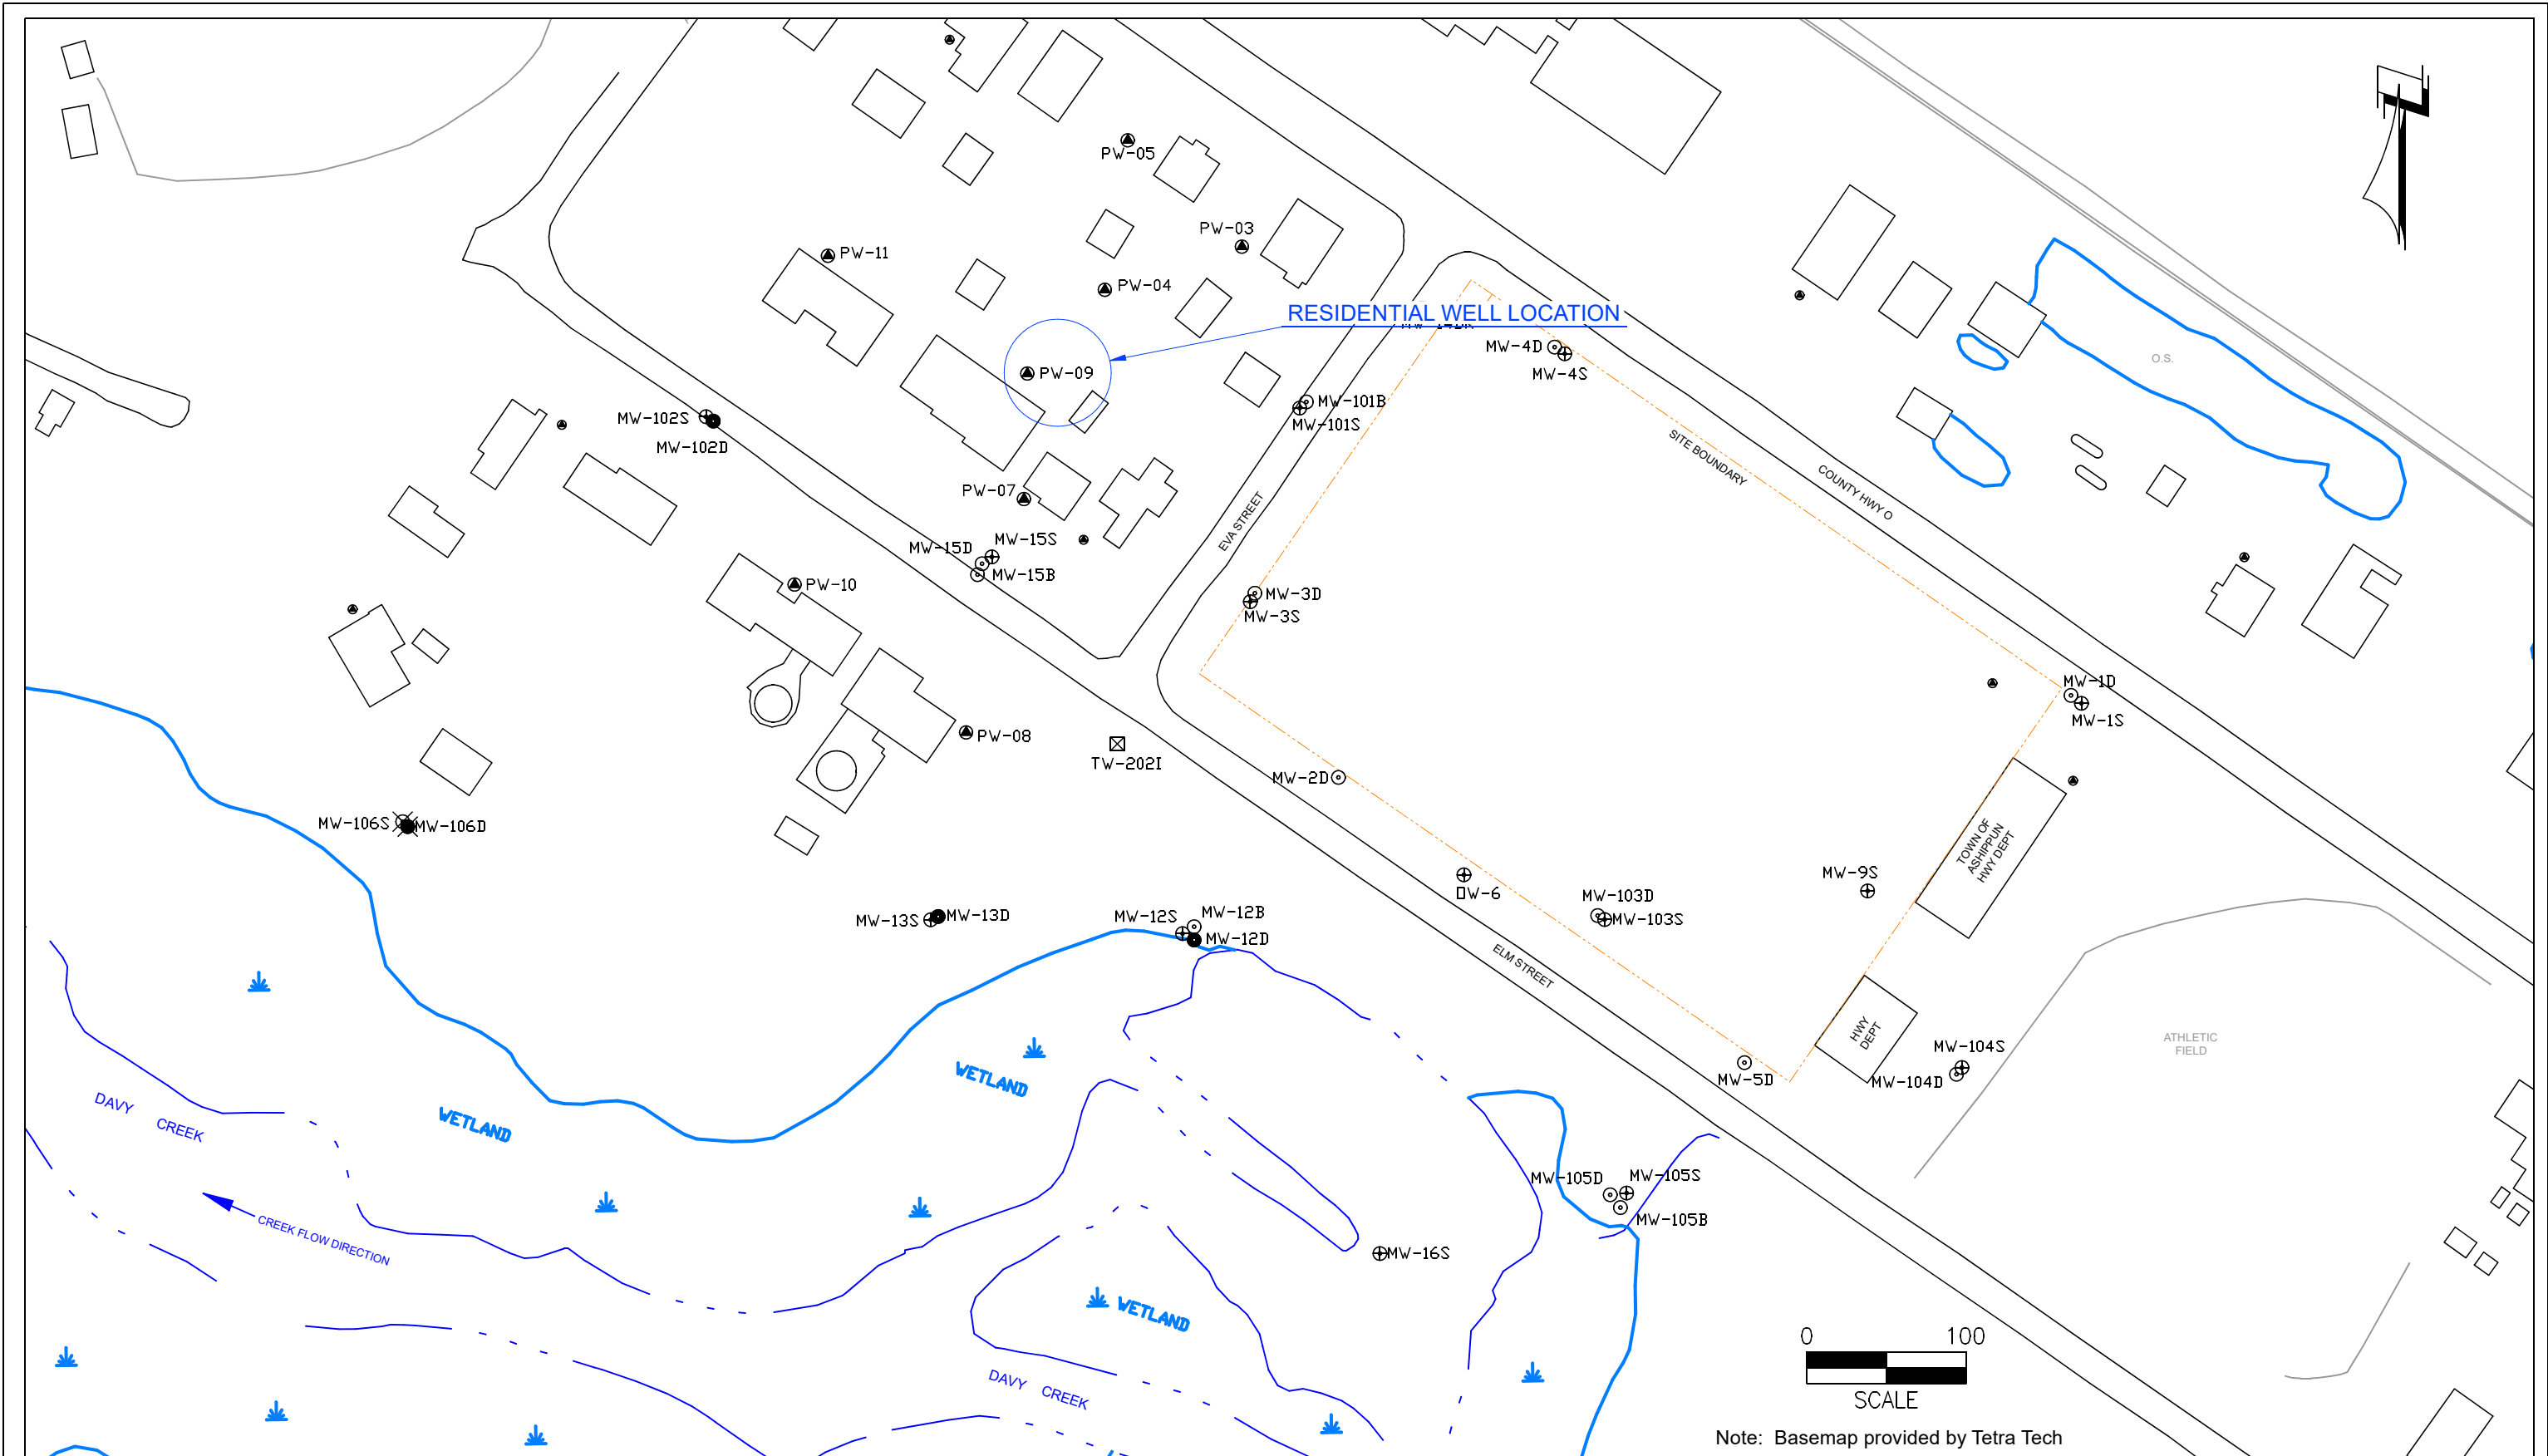 PW-05
PW-03
PW-11
PW-04
RESIDENTIAL WELL LOCATION
MW-4D
MW-4S
O.S.
PW-09
MW-101B
MW-101S
MW-102S
MW-102D
SITE BOUNDARY
COUNTY HWY O
PW-07
EVA STREET
MW-15S
MW-15D
MW-15B
PW-10
MW-3D
MW-3S
MW-1D
MW-1S
PW-08
TW-202I
MW-2D
MW-106S
MW-106D
TOWN OF
ASHIPPUN
HWY DEPT
MW-9S
W-6
MW-103D
MW-103S
MW-13S
MW-13D
MW-12S
MW-12B
MW-12D
ELM STREET
HWY
DEPT
ATHLETIC
FIELD
MW-104S
MW-104D
MW-5D
WETLAND
DAVY CREEK
WETLAND
MW-105D
MW-105S
MW-105B
CREEK FLOW DIRECTION
MW-16S
WETLAND
DAVY CREEK
0 100
SCALE
Note: Basemap provided by Tetra Tech